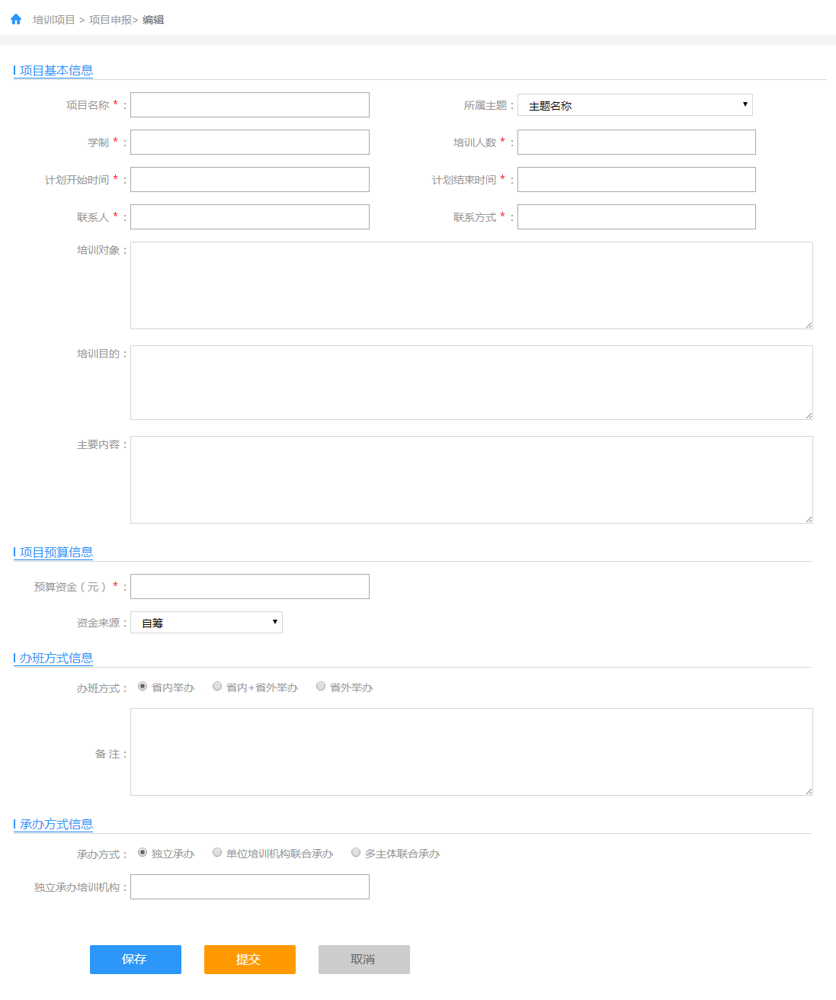 培训项目 > 项目申报> 编辑
项目基本信息
项目名称 * : 所属主题 : 主题名称
学制 * : 培训人数 * :
计划开始时间 * : 计划结束时间 * :
联系人 * : 联系方式 * :
培训对象 :
培训目的 :
主要内容 :
项目预算信息
预算资金（元） * :
资金来源 : 自筹
办班方式信息
办班方式 : 省内举办 省内+省外举办 省外举办
备 注 :
承办方式信息
承办方式 : 独立承办 单位培训机构联合承办 多主体联合承办
独立承办培训机构 :
保存 提交 取消